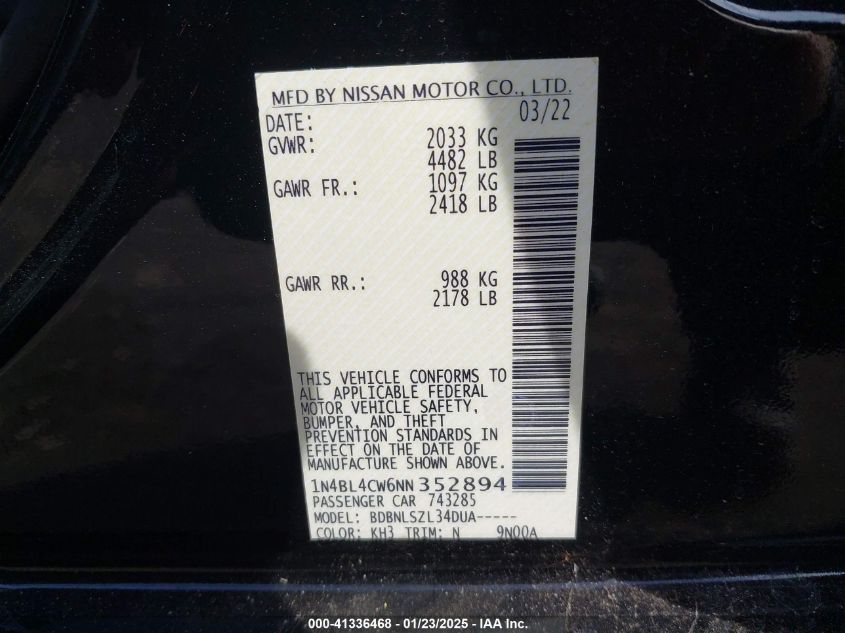 MFD BY NISSAN MOTOR CO., LTD.
DATE: 03/22
GVWR: 2033 KG
4482 LB
GAWR FR.: 1097 KG
2418 LB
GAWR RR.: 988 KG
2178 LB
THIS VEHICLE CONFORMS TO
ALL APPLICABLE FEDERAL
MOTOR VEHICLE SAFETY,
BUMPER, AND THEFT
PREVENTION STANDARDS IN
EFFECT ON THE DATE OF
MANUFACTURE SHOWN ABOVE.
1N4BL4CW6NN352894
PASSENGER CAR 743285
MODEL: BDBNLSZL34DUA-----
COLOR: KH3 TRIM: N 9N00A
000-41336468 - 01/23/2025 - IAA Inc.